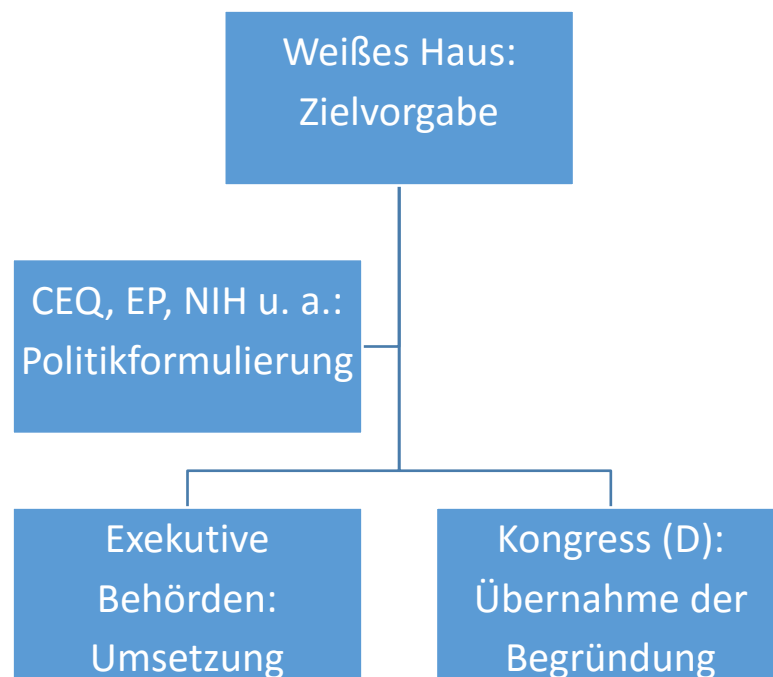 Weißes Haus:
Zielvorgabe
CEQ, EP, NIH u. a.:
Politikformulierung
Exekutive
Behörden:
Umsetzung
Kongress (D):
Übernahme der
Begründung